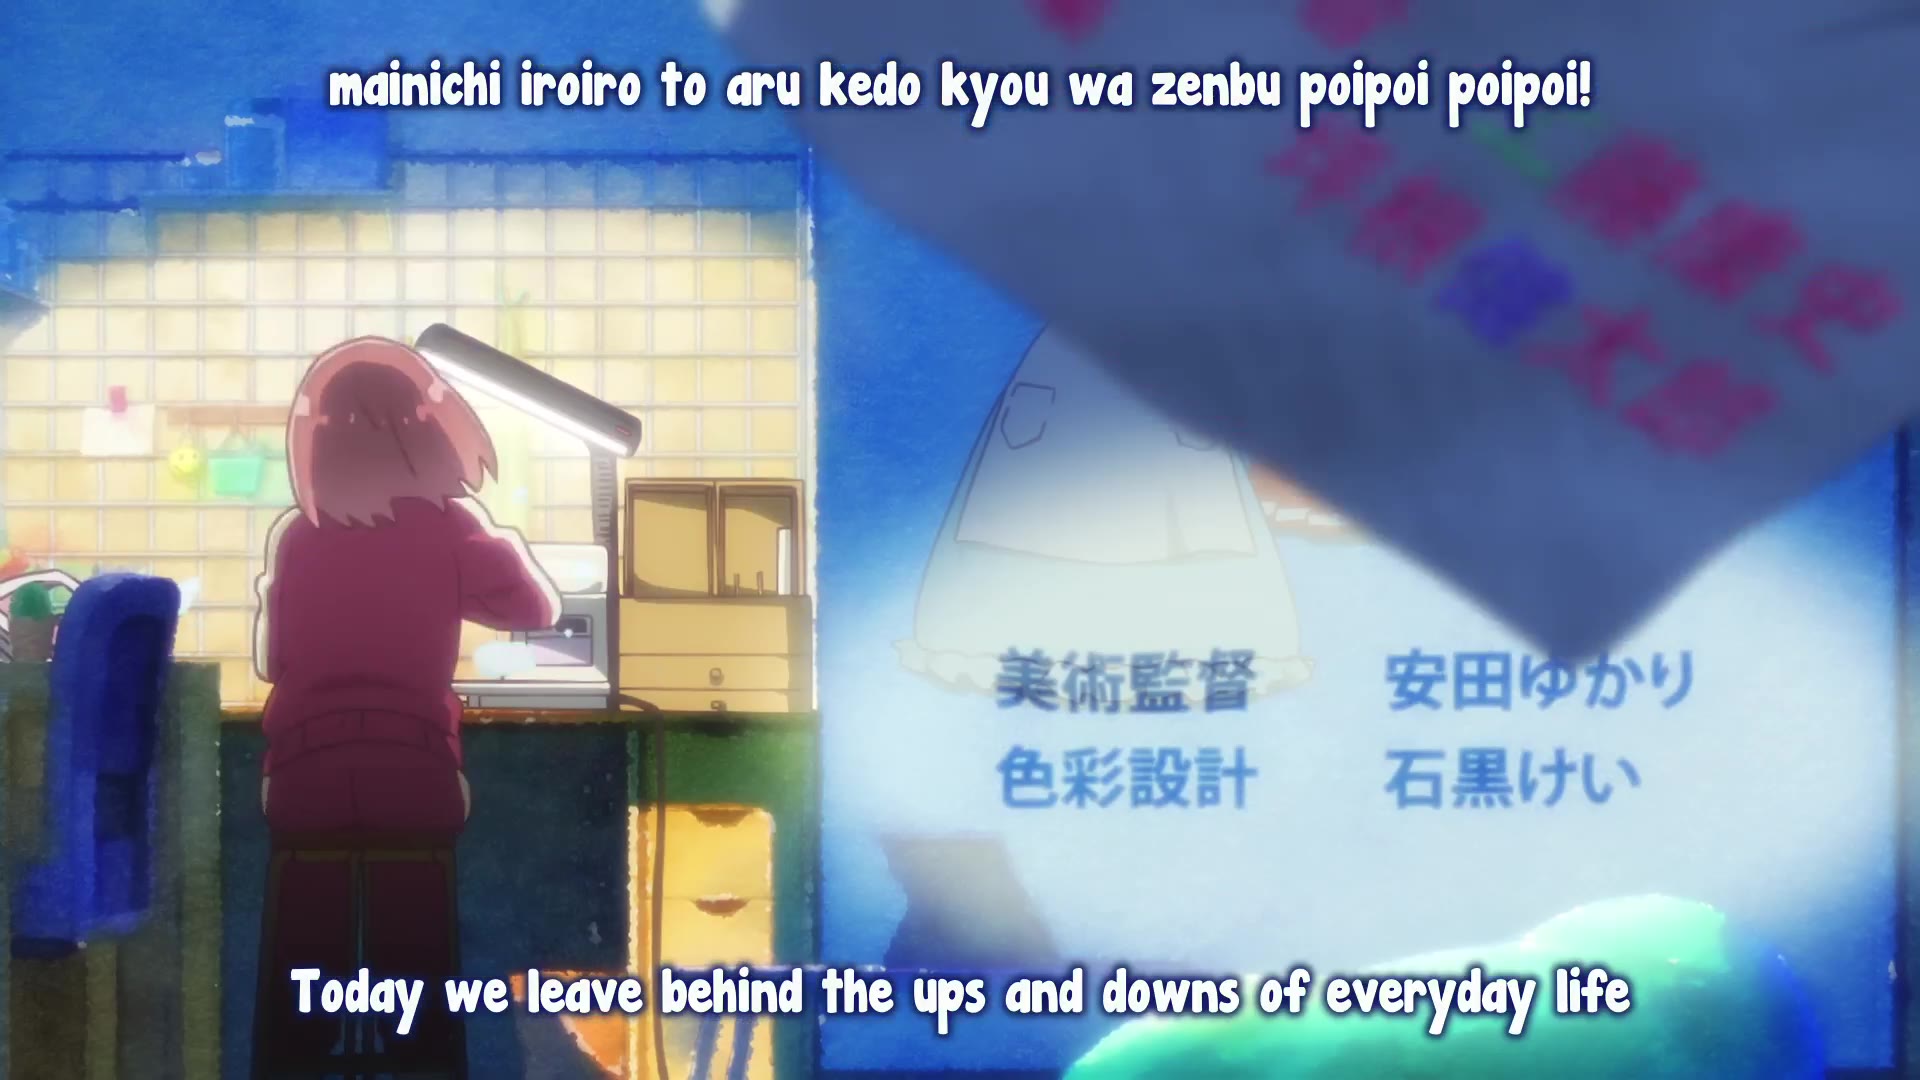 mainichi iroiro to aru kedo kyou wa zenbu poipoi poipoi!
美術監督 安田ゆかり
色彩設計 石黒けい
Today we leave behind the ups and downs of everyday life